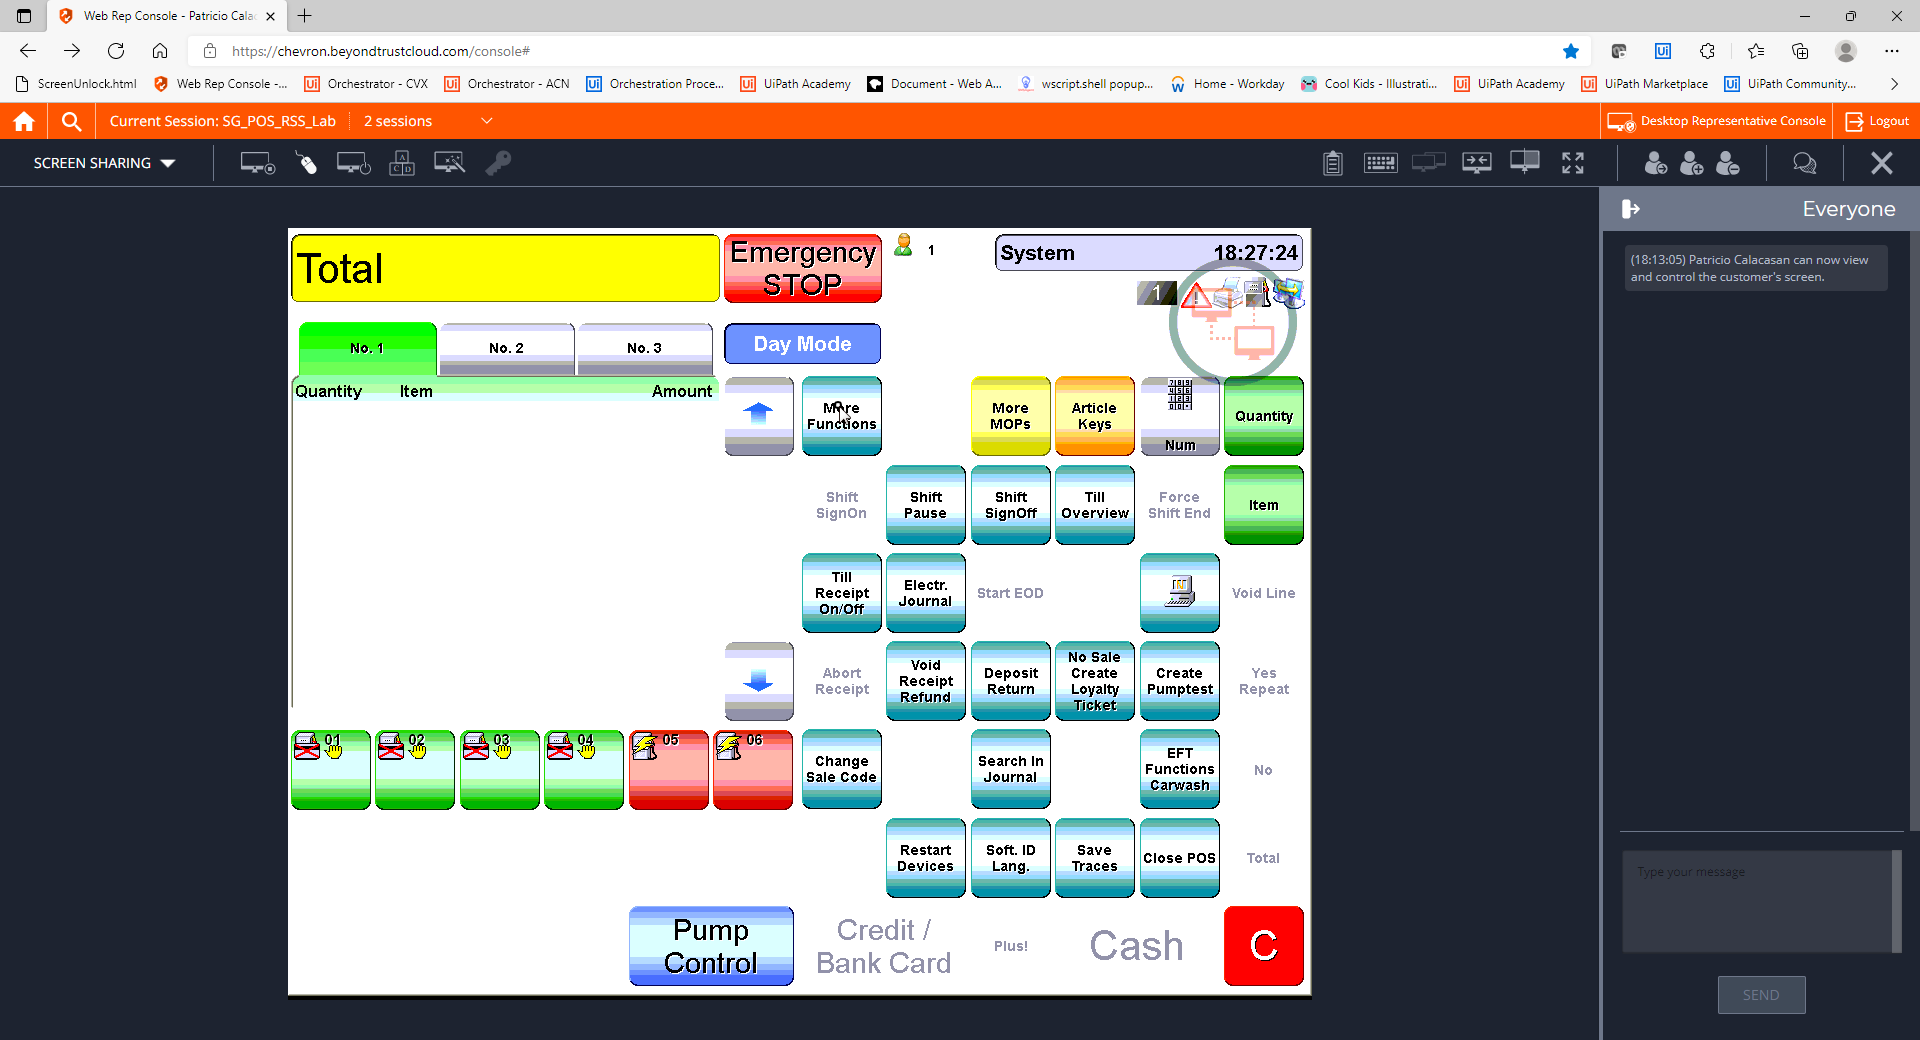 Web Rep Console - Patricio Cala
https://chevron.beyondtrustcloud.com/console#
ScreenUnlock.html
Web Rep Console -...
Orchestrator - CVX
Orchestrator - ACN
Orchestration Proce...
UiPath Academy
Document - Web A...
wscript.shell popup...
Home - Workday
Cool Kids - Illustrati...
UiPath Academy
UiPath Marketplace
UiPath Community...
Current Session: SG_POS_RSS_Lab
2 sessions
Desktop Representative Console
Logout
SCREEN SHARING
Everyone
(18:13:05) Patricio Calacasan can now view
and control the customer's screen.
Total
Emergency
STOP
1
System 18:27:24
1
No. 1
No. 2
No. 3
Day Mode
Quantity Item Amount
More
Functions
More
MOPs
Article
Keys
Num
Quantity
Shift
SignOn
Shift
Pause
Shift
SignOff
Till
Overview
Force
Shift End
Item
Till
Receipt
On/Off
Electr.
Journal
Start EOD
Void Line
Abort
Receipt
Void
Receipt
Refund
Deposit
Return
No Sale
Create
Loyalty
Ticket
Create
Pumptest
Yes
Repeat
01
02
03
04
05
06
Change
Sale Code
Search In
Journal
EFT
Functions
Carwash
No
Restart
Devices
Soft. ID
Lang.
Save
Traces
Close POS
Total
Pump
Control
Credit /
Bank Card
Plus!
Cash
C
Type your message
SEND